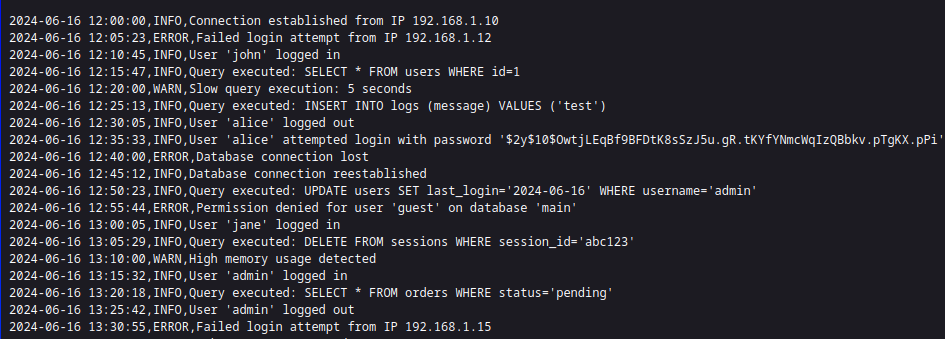 2024-06-16 12:00:00,INFO,Connection established from IP 192.168.1.10
2024-06-16 12:05:23,ERROR,Failed login attempt from IP 192.168.1.12
2024-06-16 12:10:45,INFO,User 'john' logged in
2024-06-16 12:15:47,INFO,Query executed: SELECT * FROM users WHERE id=1
2024-06-16 12:20:00,WARN,Slow query execution: 5 seconds
2024-06-16 12:25:13,INFO,Query executed: INSERT INTO logs (message) VALUES ('test')
2024-06-16 12:30:05,INFO,User 'alice' logged out
2024-06-16 12:35:33,INFO,User 'alice' attempted login with password '$2y$10$OwtjLEqBf9BFDtK8sSzJ5u.gR.tKYfYNmcWqIzQBbkv.pTgKX.pPi'
2024-06-16 12:40:00,ERROR,Database connection lost
2024-06-16 12:45:12,INFO,Database connection reestablished
2024-06-16 12:50:23,INFO,Query executed: UPDATE users SET last_login='2024-06-16' WHERE username='admin'
2024-06-16 12:55:44,ERROR,Permission denied for user 'guest' on database 'main'
2024-06-16 13:00:05,INFO,User 'jane' logged in
2024-06-16 13:05:29,INFO,Query executed: DELETE FROM sessions WHERE session_id='abc123'
2024-06-16 13:10:00,WARN,High memory usage detected
2024-06-16 13:15:32,INFO,User 'admin' logged in
2024-06-16 13:20:18,INFO,Query executed: SELECT * FROM orders WHERE status='pending'
2024-06-16 13:25:42,INFO,User 'admin' logged out
2024-06-16 13:30:55,ERROR,Failed login attempt from IP 192.168.1.15